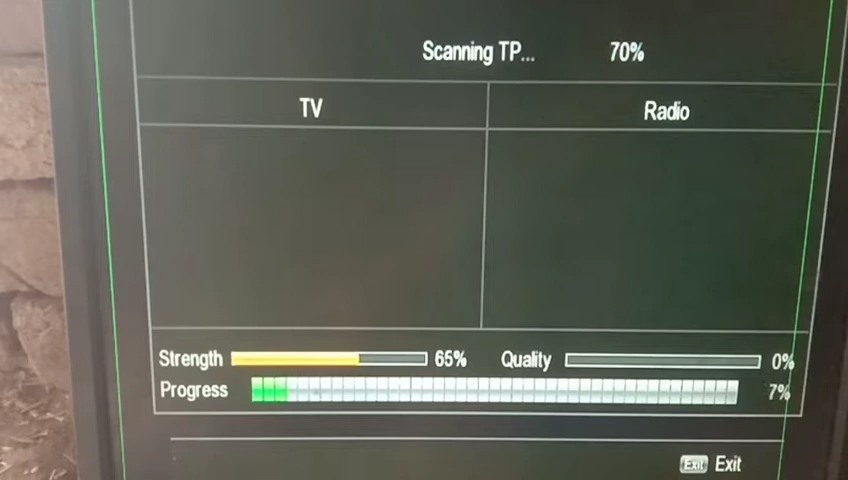 Scanning TP... 70%
TV Radio
Strength 65% Quality 0%
Progress 7%
Exit Exit